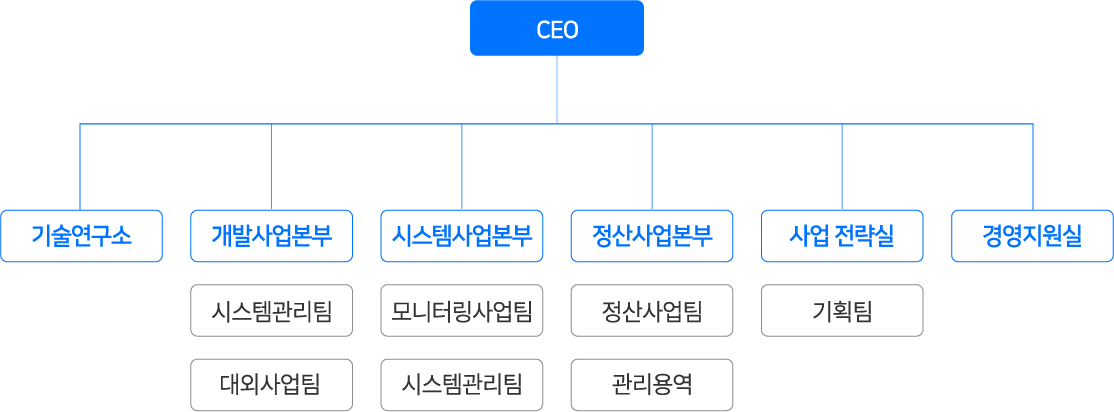 CEO
기술연구소
개발사업본부
시스템사업본부
정산사업본부
사업 전략실
경영지원실
시스템관리팀
모니터링사업팀
정산사업팀
기획팀
대외사업팀
시스템관리팀
관리용역